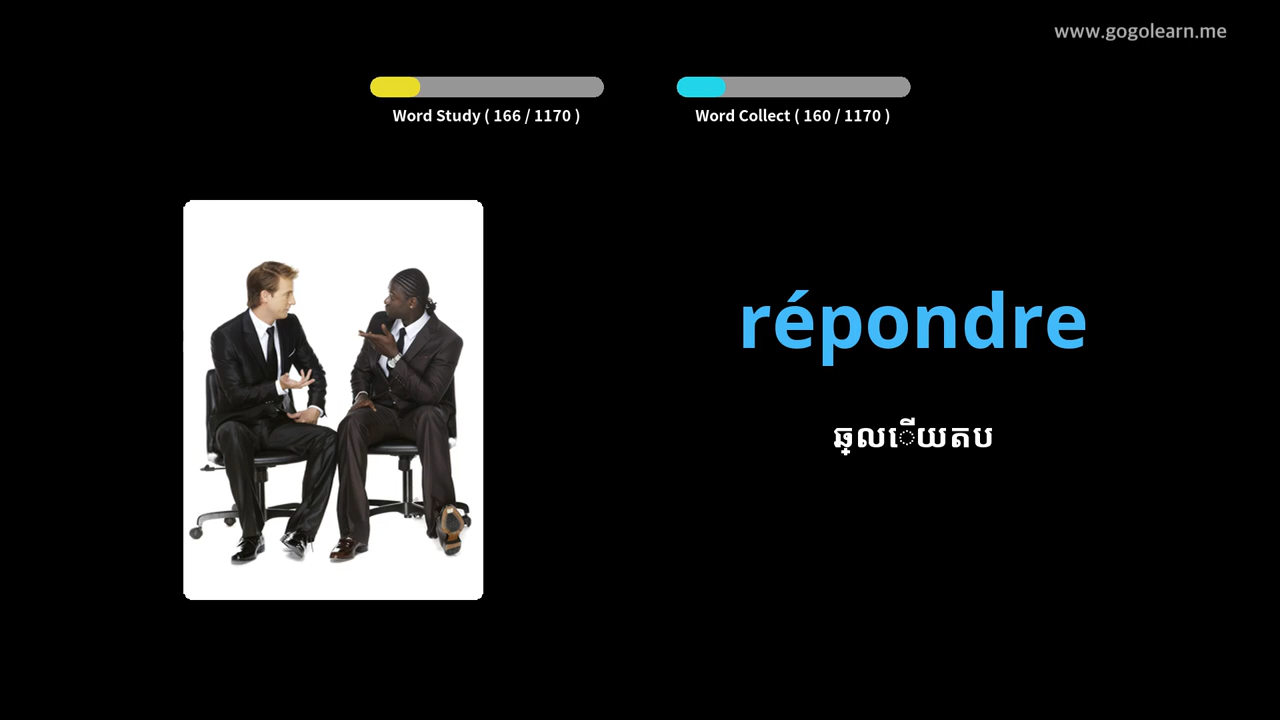 www.gogolearn.me
Word Study ( 166 / 1170 )
Word Collect ( 160 / 1170 )
répondre
ឆ្លើយតប